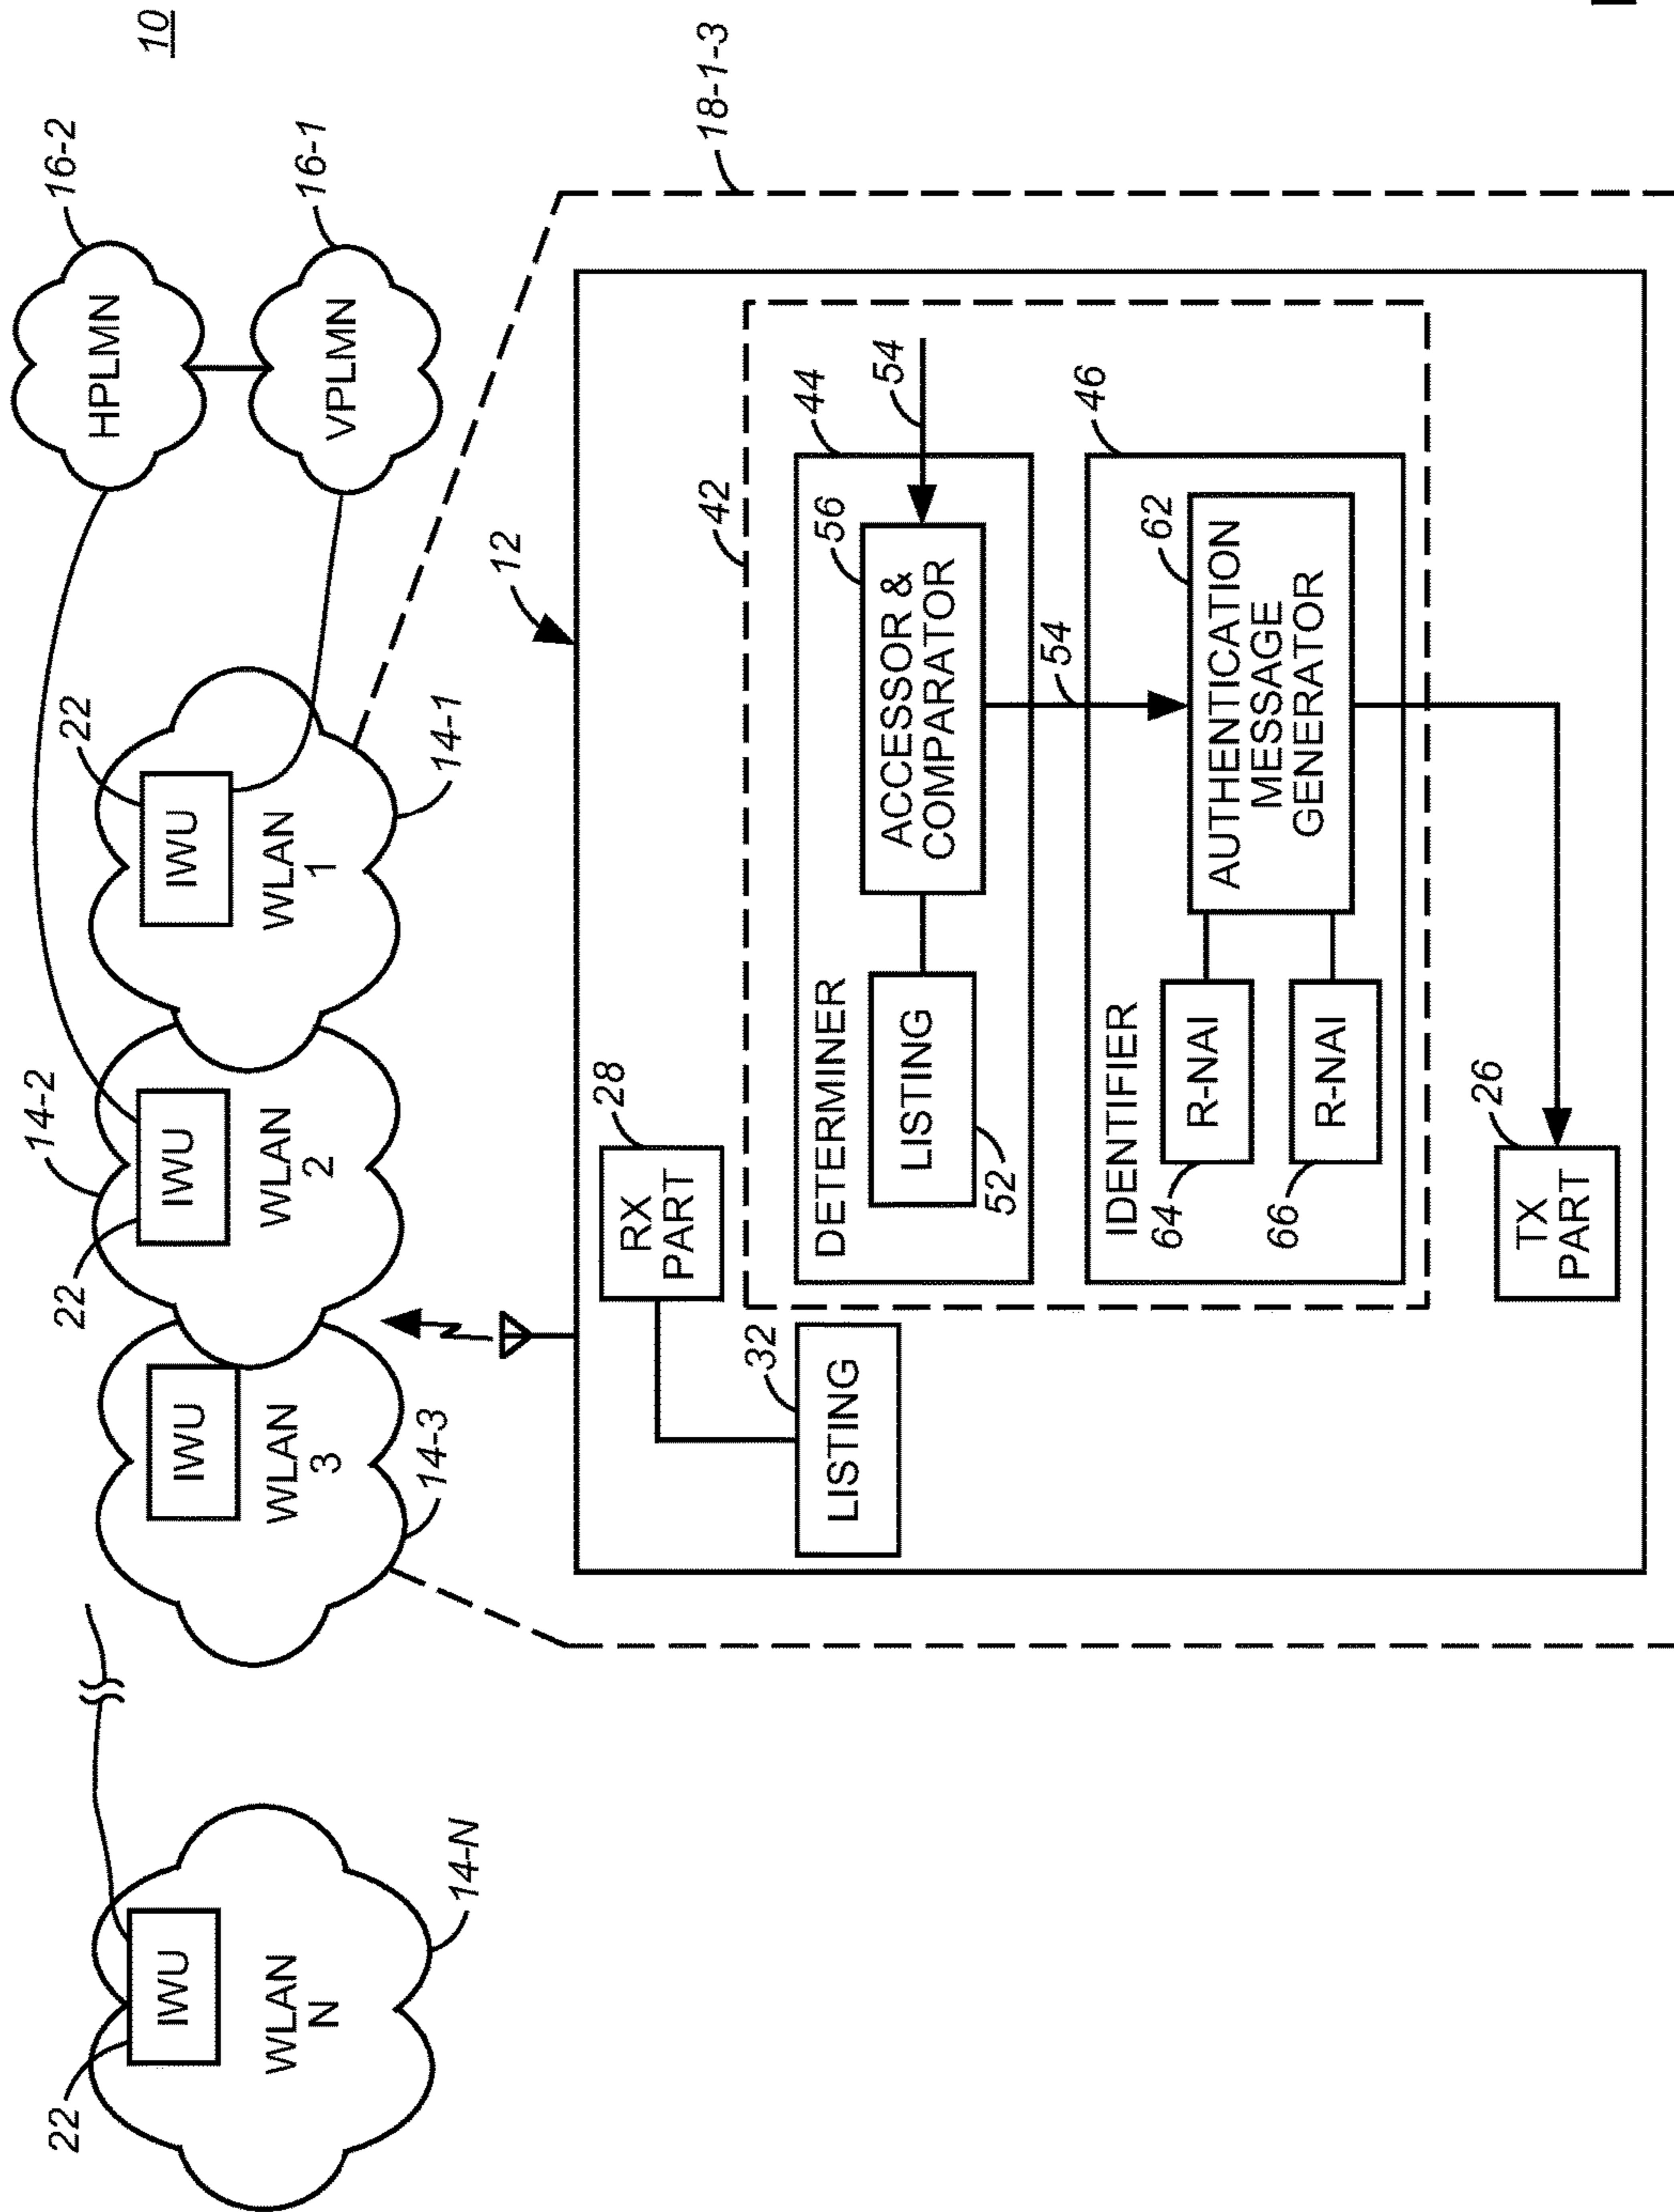 22
IWU
WLAN
N
14-N
IWU
WLAN
3
14-3
22
14-2
IWU
WLAN
2
22
IWU
WLAN
1
14-1
HPLMN
16-2
VPLMN
16-1
10
12
18-1-3
RX
PART
28
32
LISTING
42
DETERMINER
44
LISTING
52
56
ACCESSOR &
COMPARATOR
54
54
IDENTIFIER
46
64
R-NAI
66
R-NAI
62
AUTHENTICATION
MESSAGE
GENERATOR
TX
PART
26